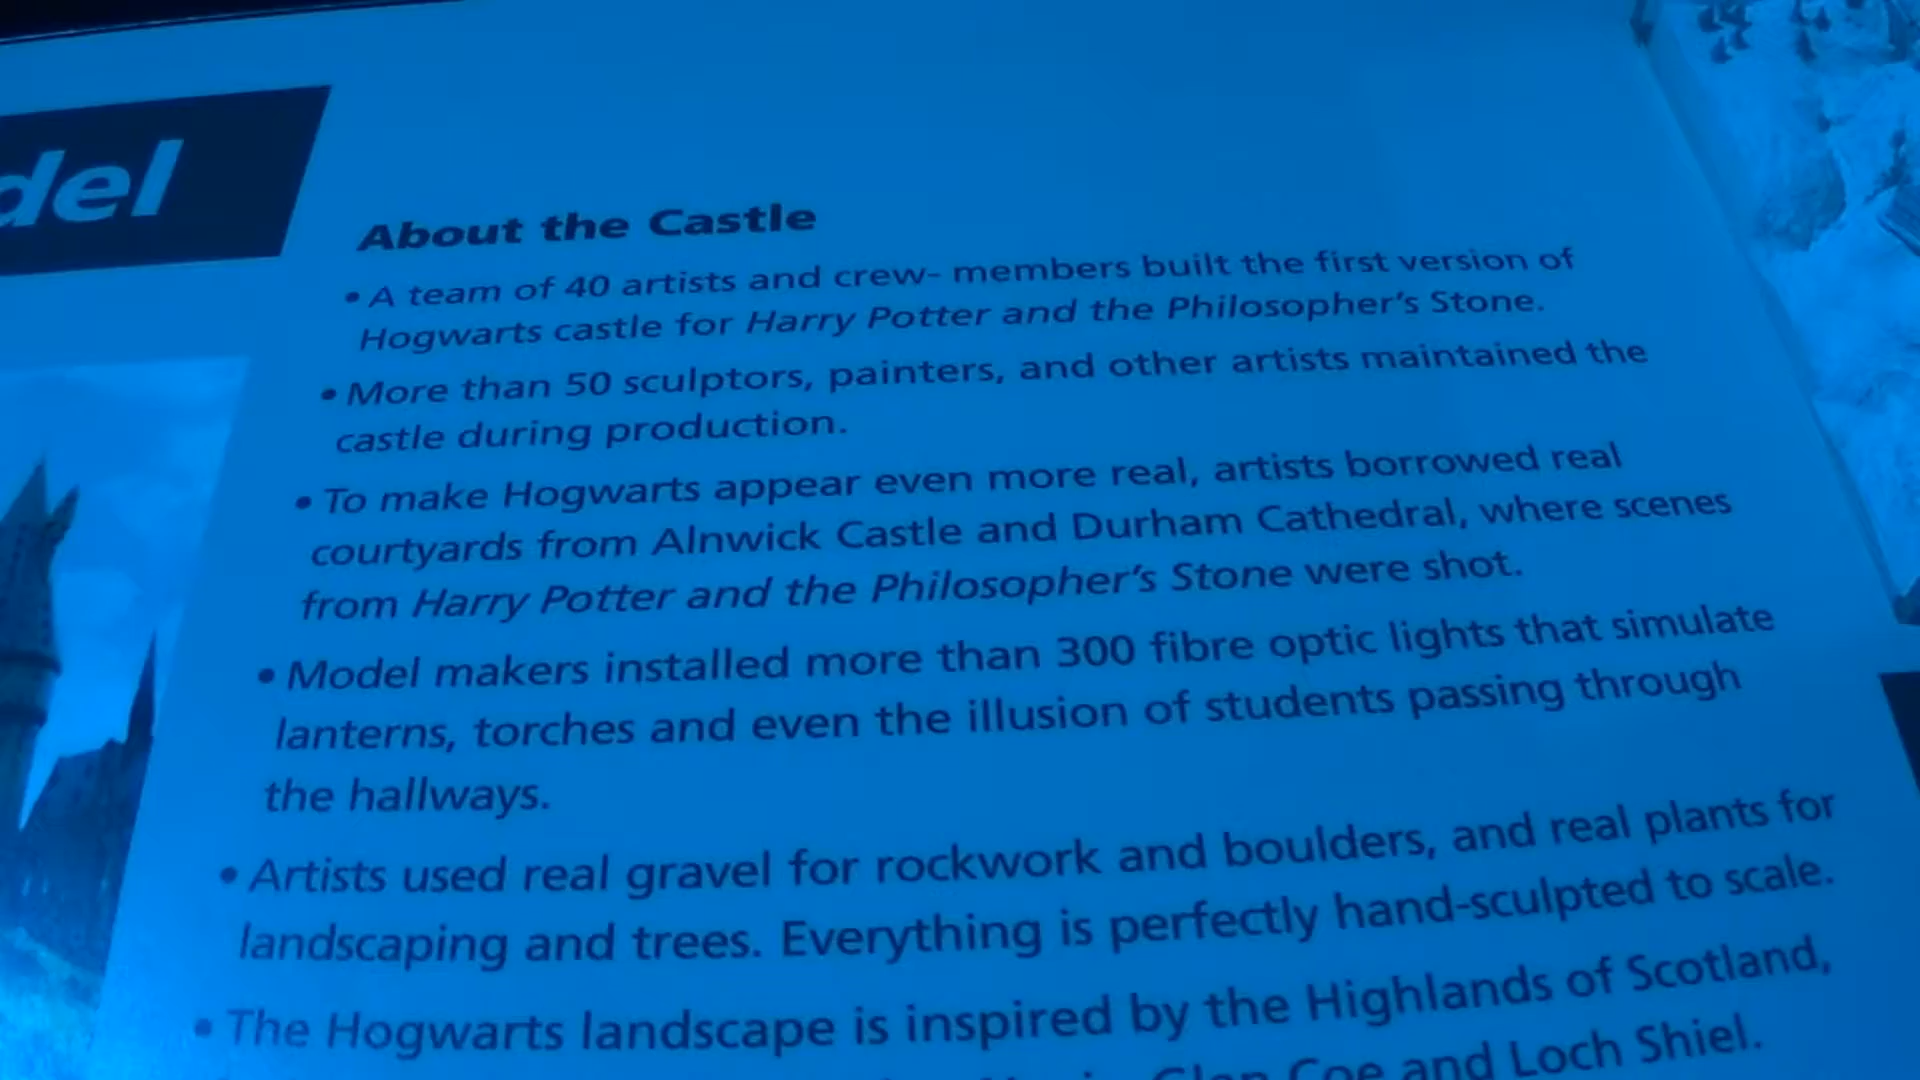 del
About the Castle
• A team of 40 artists and crew- members built the first version of
Hogwarts castle for Harry Potter and the Philosopher's Stone.
• More than 50 sculptors, painters, and other artists maintained the
castle during production.
• To make Hogwarts appear even more real, artists borrowed real
courtyards from Alnwick Castle and Durham Cathedral, where scenes
from Harry Potter and the Philosopher's Stone were shot.
• Model makers installed more than 300 fibre optic lights that simulate
lanterns, torches and even the illusion of students passing through
the hallways.
• Artists used real gravel for rockwork and boulders, and real plants for
landscaping and trees. Everything is perfectly hand-sculpted to scale.
• The Hogwarts landscape is inspired by the Highlands of Scotland,
Glen Coe and Loch Shiel.